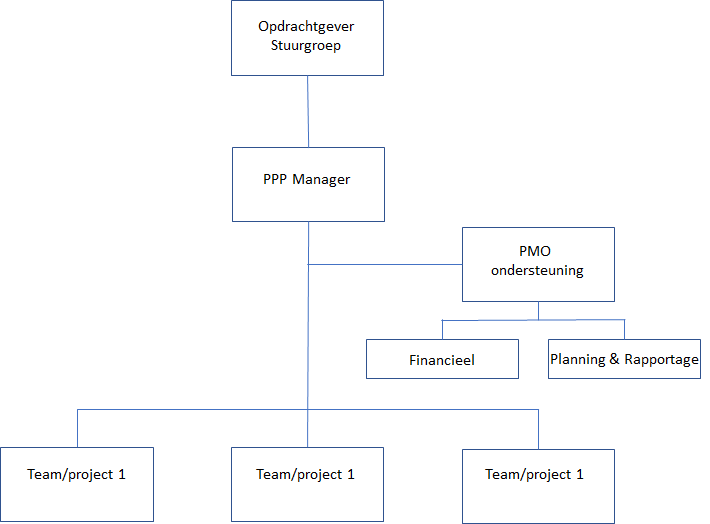 Opdrachtgever
Stuurgroep
PPP Manager
PMO
ondersteuning
Financieel
Planning & Rapportage
Team/project 1
Team/project 1
Team/project 1